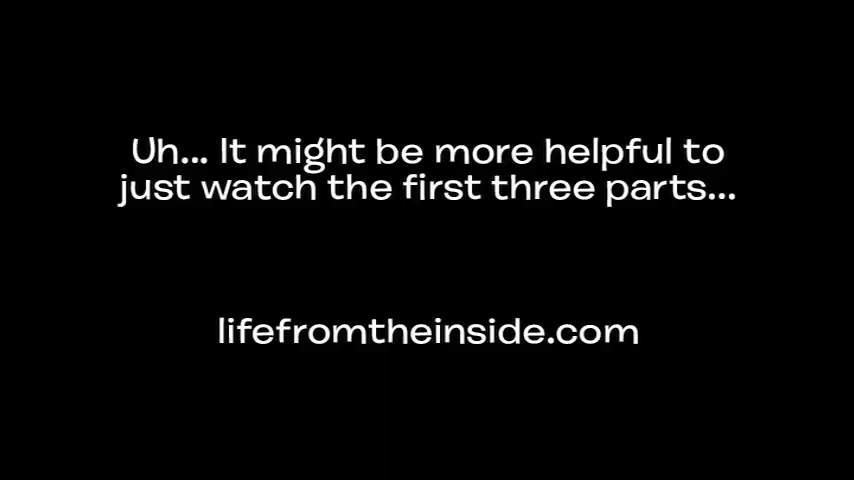 Uh... It might be more helpful to
just watch the first three parts...
lifefromtheinside.com